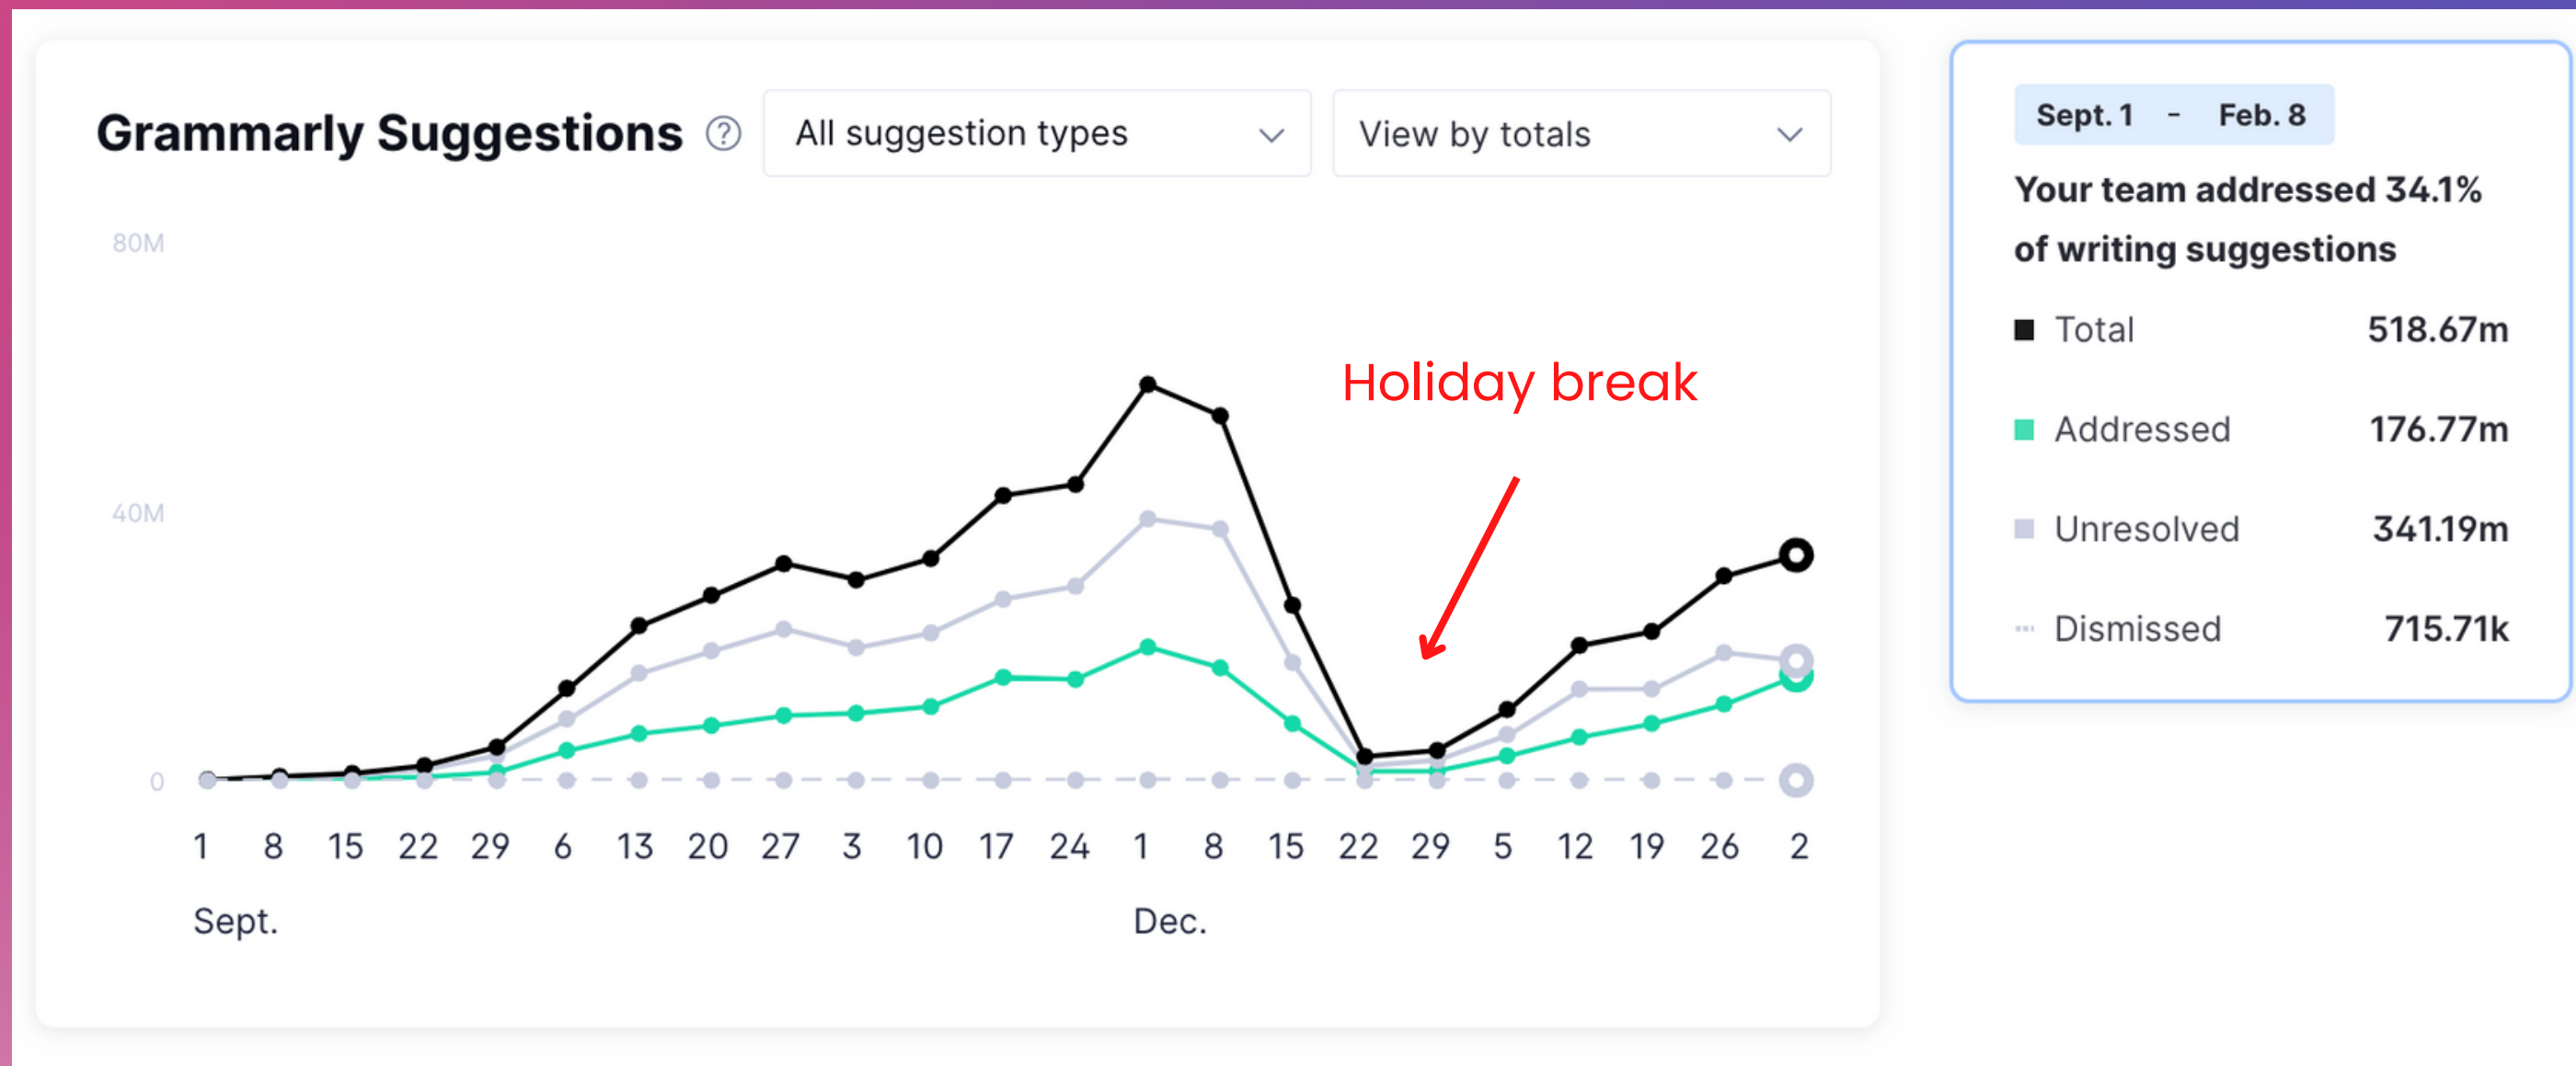 Grammarly Suggestions ?
All suggestion types
View by totals
80M
40M
0
Holiday break
1 8 15 22 29 6 13 20 27 3 10 17 24 1 8 15 22 29 5 12 19 26 2
Sept. Dec.
Sept. 1 - Feb. 8
Your team addressed 34.1%
of writing suggestions
Total 518.67m
Addressed 176.77m
Unresolved 341.19m
Dismissed 715.71k